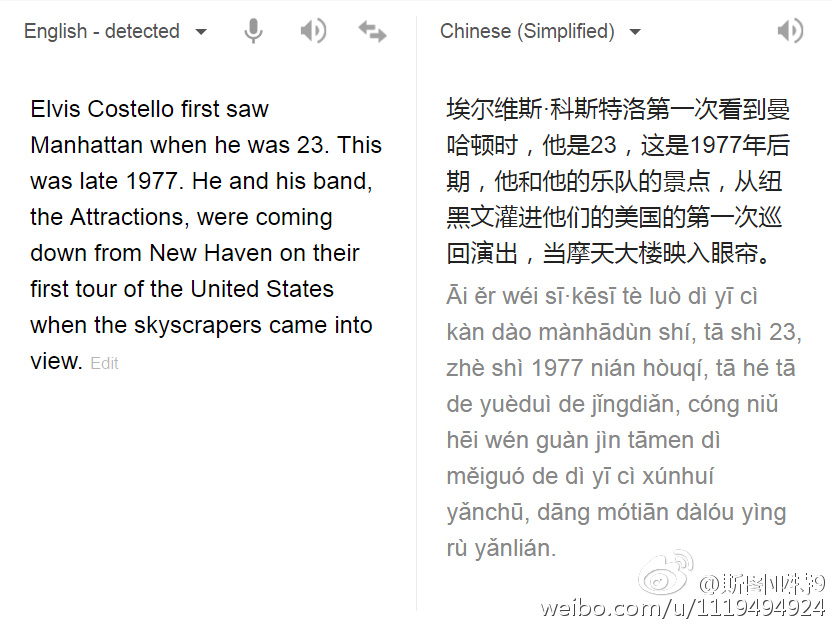 English - detected
Chinese (Simplified)
Elvis Costello first saw
Manhattan when he was 23. This
was late 1977. He and his band,
the Attractions, were coming
down from New Haven on their
first tour of the United States
when the skyscrapers came into
view. Edit
埃尔维斯·科斯特洛第一次看到曼
哈顿时，他是23，这是1977年后
期，他和他的乐队的景点，从纽
黑文灌进他们的美国的第一次巡
回演出，当摩天大楼映入眼帘。
Āi ěr wéi sī·kēsī tè luò dì yī cì
kàn dào mànhādùn shí, tā shì 23,
zhè shì 1977 nián hòuqí, tā hé tā
de yuèduì de jǐngdiǎn, cóng niǔ
hēi wén guàn jìn tāmen dì
měiguó de dì yī cì xúnhuí
yǎnchū, dāng mótiān dàlóu yìng
rù yǎnlián.
weibo.com/u/1119494924